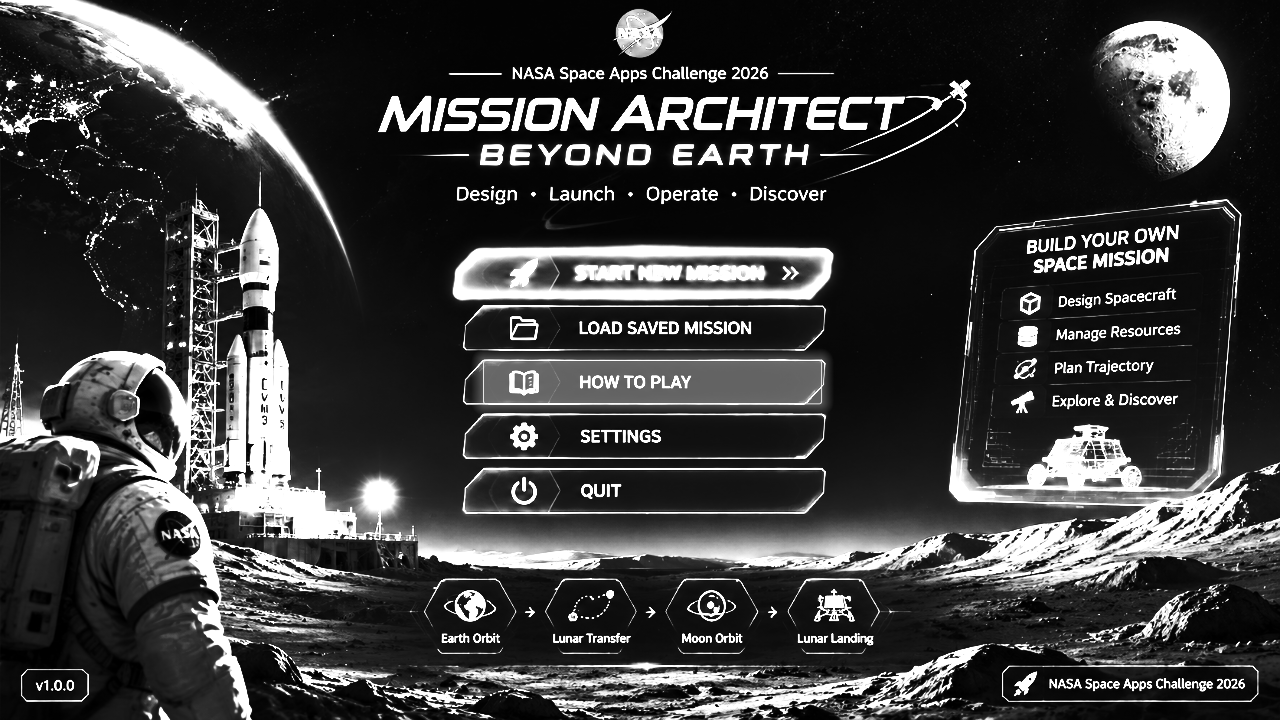 NASA
NASA Space Apps Challenge 2026
MISSION ARCHITECT
BEYOND EARTH
Design • Launch • Operate • Discover
START NEW MISSION
LOAD SAVED MISSION
HOW TO PLAY
SETTINGS
QUIT
BUILD YOUR OWN
SPACE MISSION
Design Spacecraft
Manage Resources
Plan Trajectory
Explore & Discover
NASA
Earth Orbit
Lunar Transfer
Moon Orbit
Lunar Landing
v1.0.0
NASA Space Apps Challenge 2026